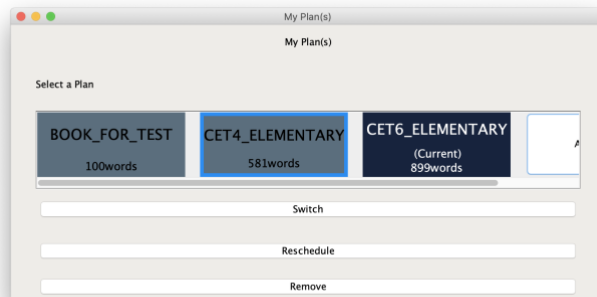 My Plan(s)
My Plan(s)
Select a Plan
BOOK_FOR_TEST
100words
CET4_ELEMENTARY
581words
CET6_ELEMENTARY
(Current)
899words
A
Switch
Reschedule
Remove